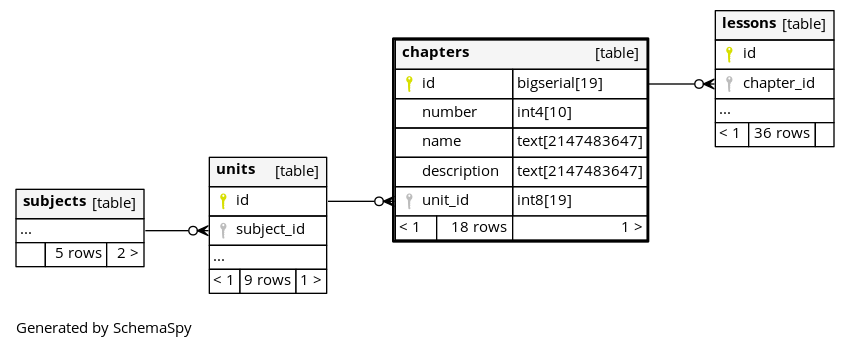 subjects [table]
...
5 rows 2 >
units [table]
id
subject_id
...
< 1 9 rows 1 >
chapters [table]
id bigserial[19]
number int4[10]
name text[2147483647]
description text[2147483647]
unit_id int8[19]
< 1 18 rows 1 >
lessons [table]
id
chapter_id
...
< 1 36 rows
Generated by SchemaSpy